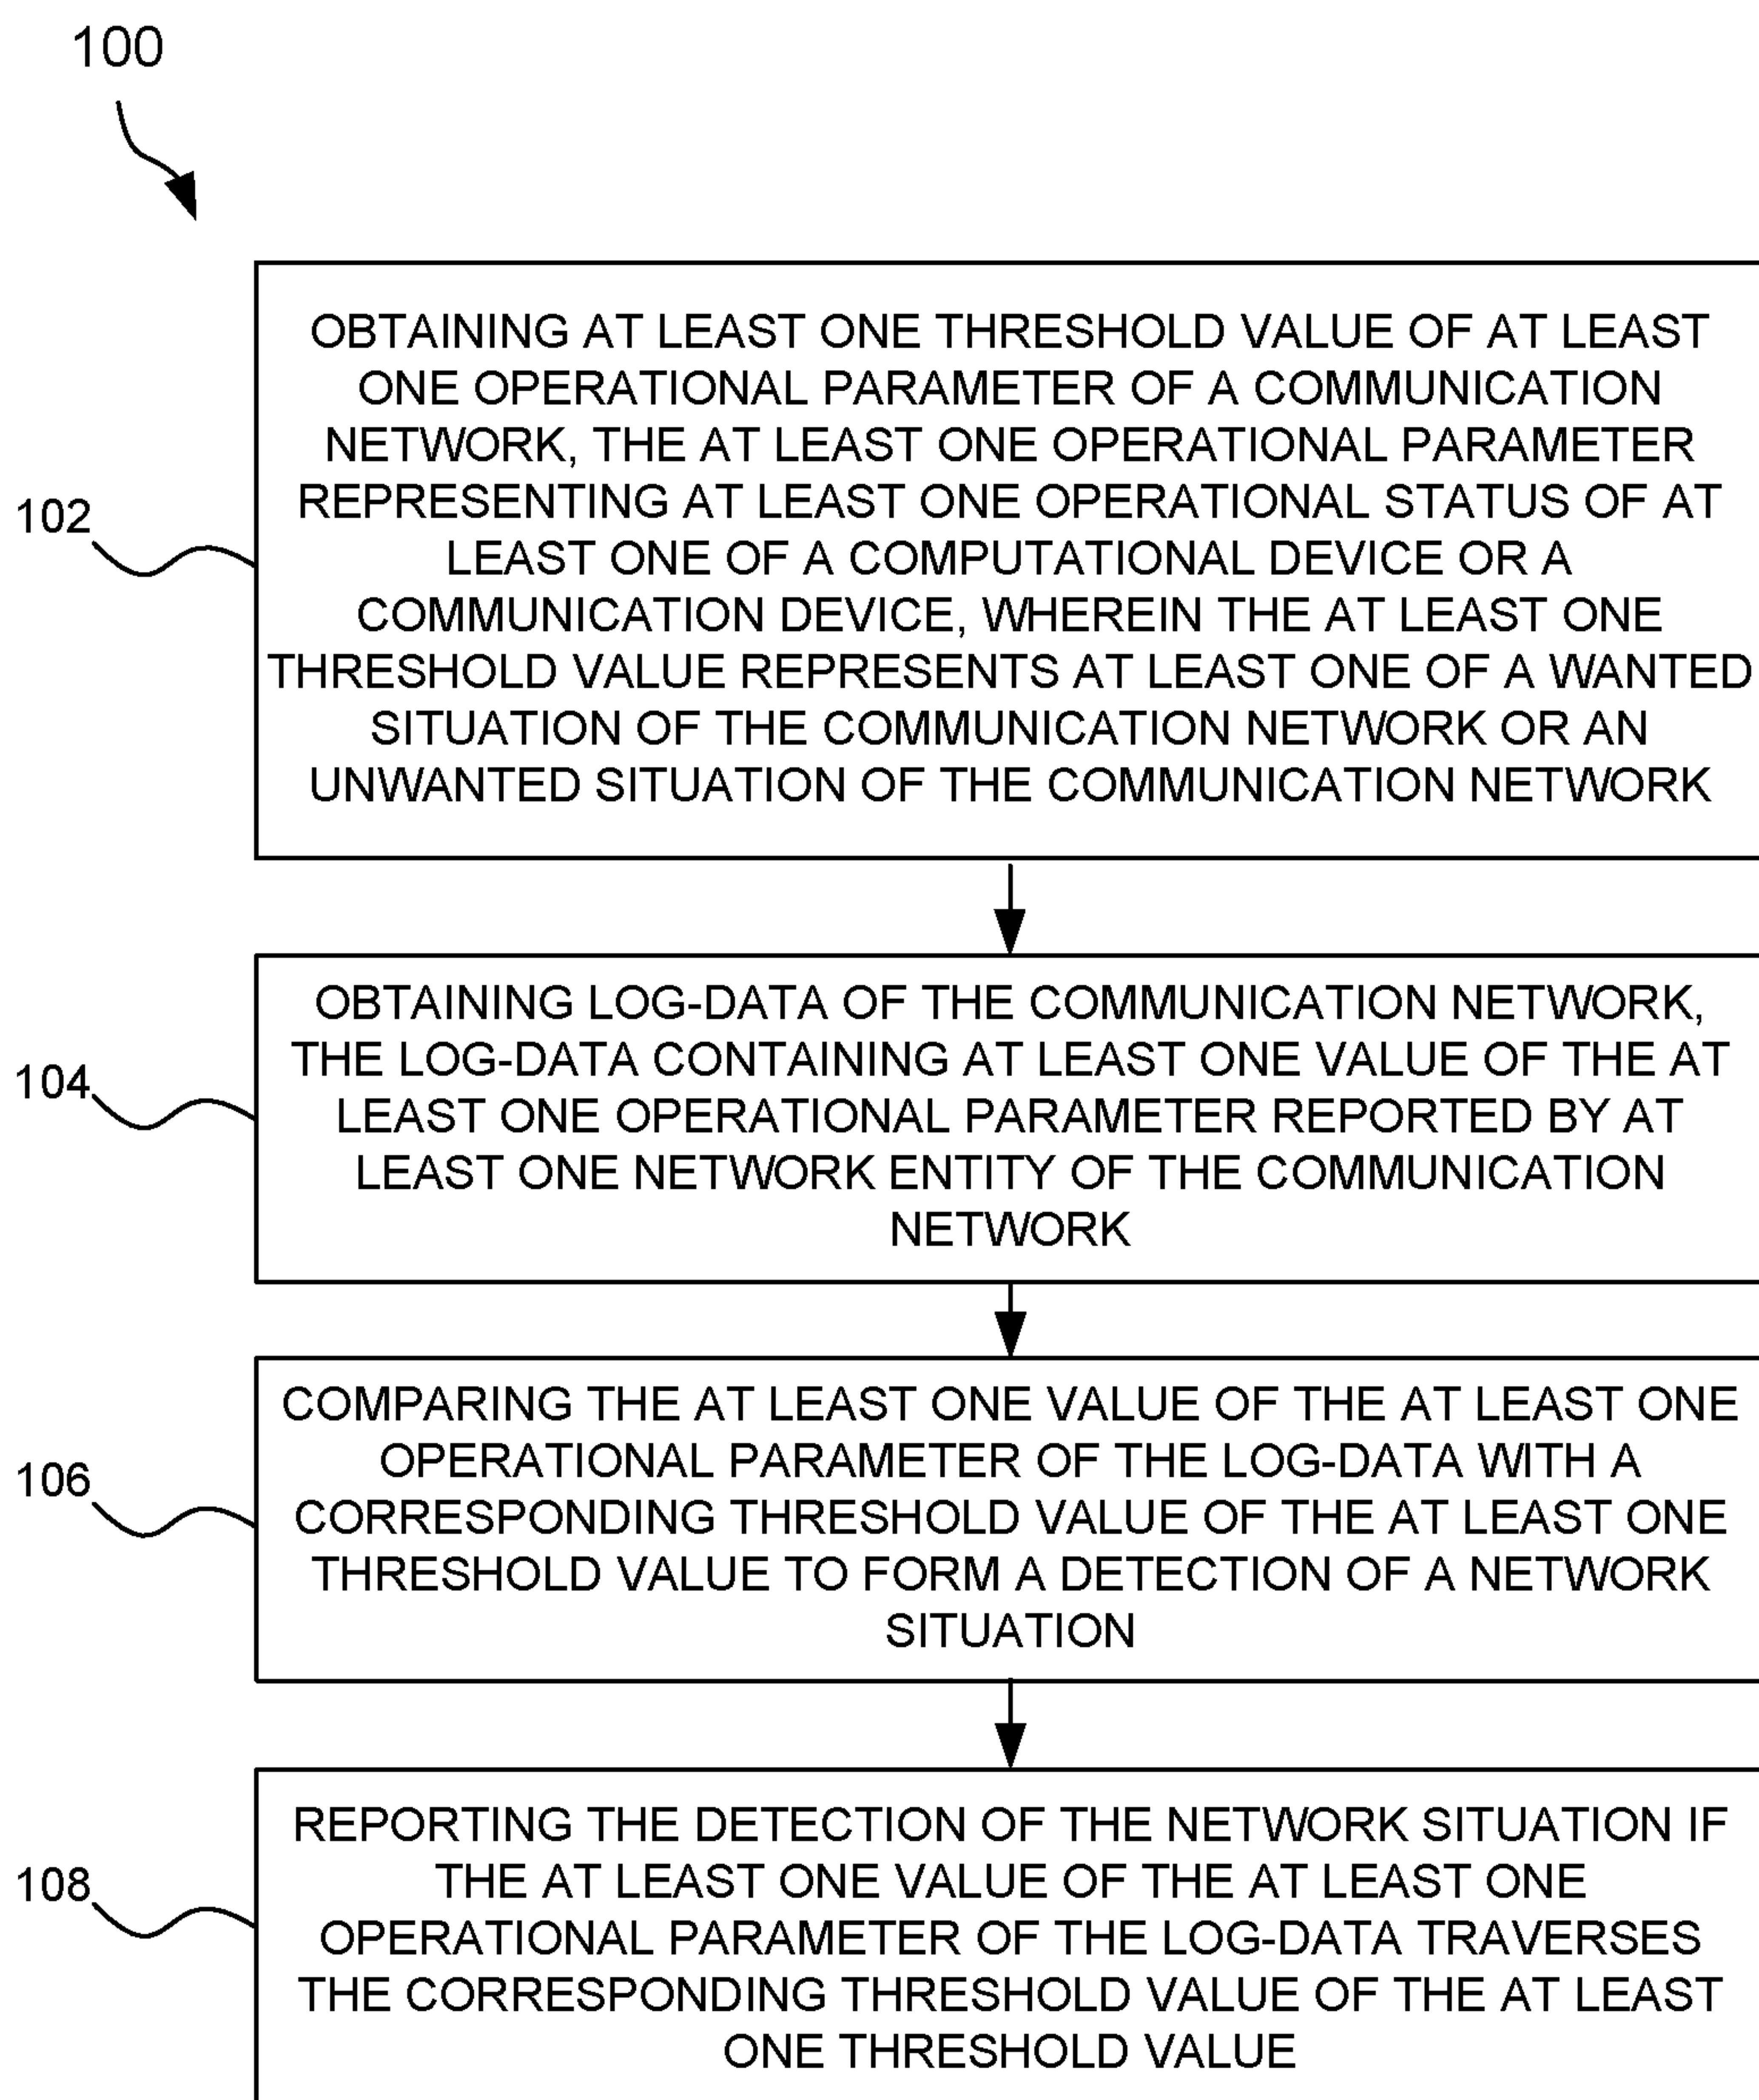 100
OBTAINING AT LEAST ONE THRESHOLD VALUE OF AT LEAST
ONE OPERATIONAL PARAMETER OF A COMMUNICATION
NETWORK, THE AT LEAST ONE OPERATIONAL PARAMETER
REPRESENTING AT LEAST ONE OPERATIONAL STATUS OF AT
LEAST ONE OF A COMPUTATIONAL DEVICE OR A
COMMUNICATION DEVICE, WHEREIN THE AT LEAST ONE
THRESHOLD VALUE REPRESENTS AT LEAST ONE OF A WANTED
SITUATION OF THE COMMUNICATION NETWORK OR AN
UNWANTED SITUATION OF THE COMMUNICATION NETWORK
102
OBTAINING LOG-DATA OF THE COMMUNICATION NETWORK,
THE LOG-DATA CONTAINING AT LEAST ONE VALUE OF THE AT
LEAST ONE OPERATIONAL PARAMETER REPORTED BY AT
LEAST ONE NETWORK ENTITY OF THE COMMUNICATION
NETWORK
104
COMPARING THE AT LEAST ONE VALUE OF THE AT LEAST ONE
OPERATIONAL PARAMETER OF THE LOG-DATA WITH A
CORRESPONDING THRESHOLD VALUE OF THE AT LEAST ONE
THRESHOLD VALUE TO FORM A DETECTION OF A NETWORK
SITUATION
106
REPORTING THE DETECTION OF THE NETWORK SITUATION IF
THE AT LEAST ONE VALUE OF THE AT LEAST ONE
OPERATIONAL PARAMETER OF THE LOG-DATA TRAVERSES
THE CORRESPONDING THRESHOLD VALUE OF THE AT LEAST
ONE THRESHOLD VALUE
108